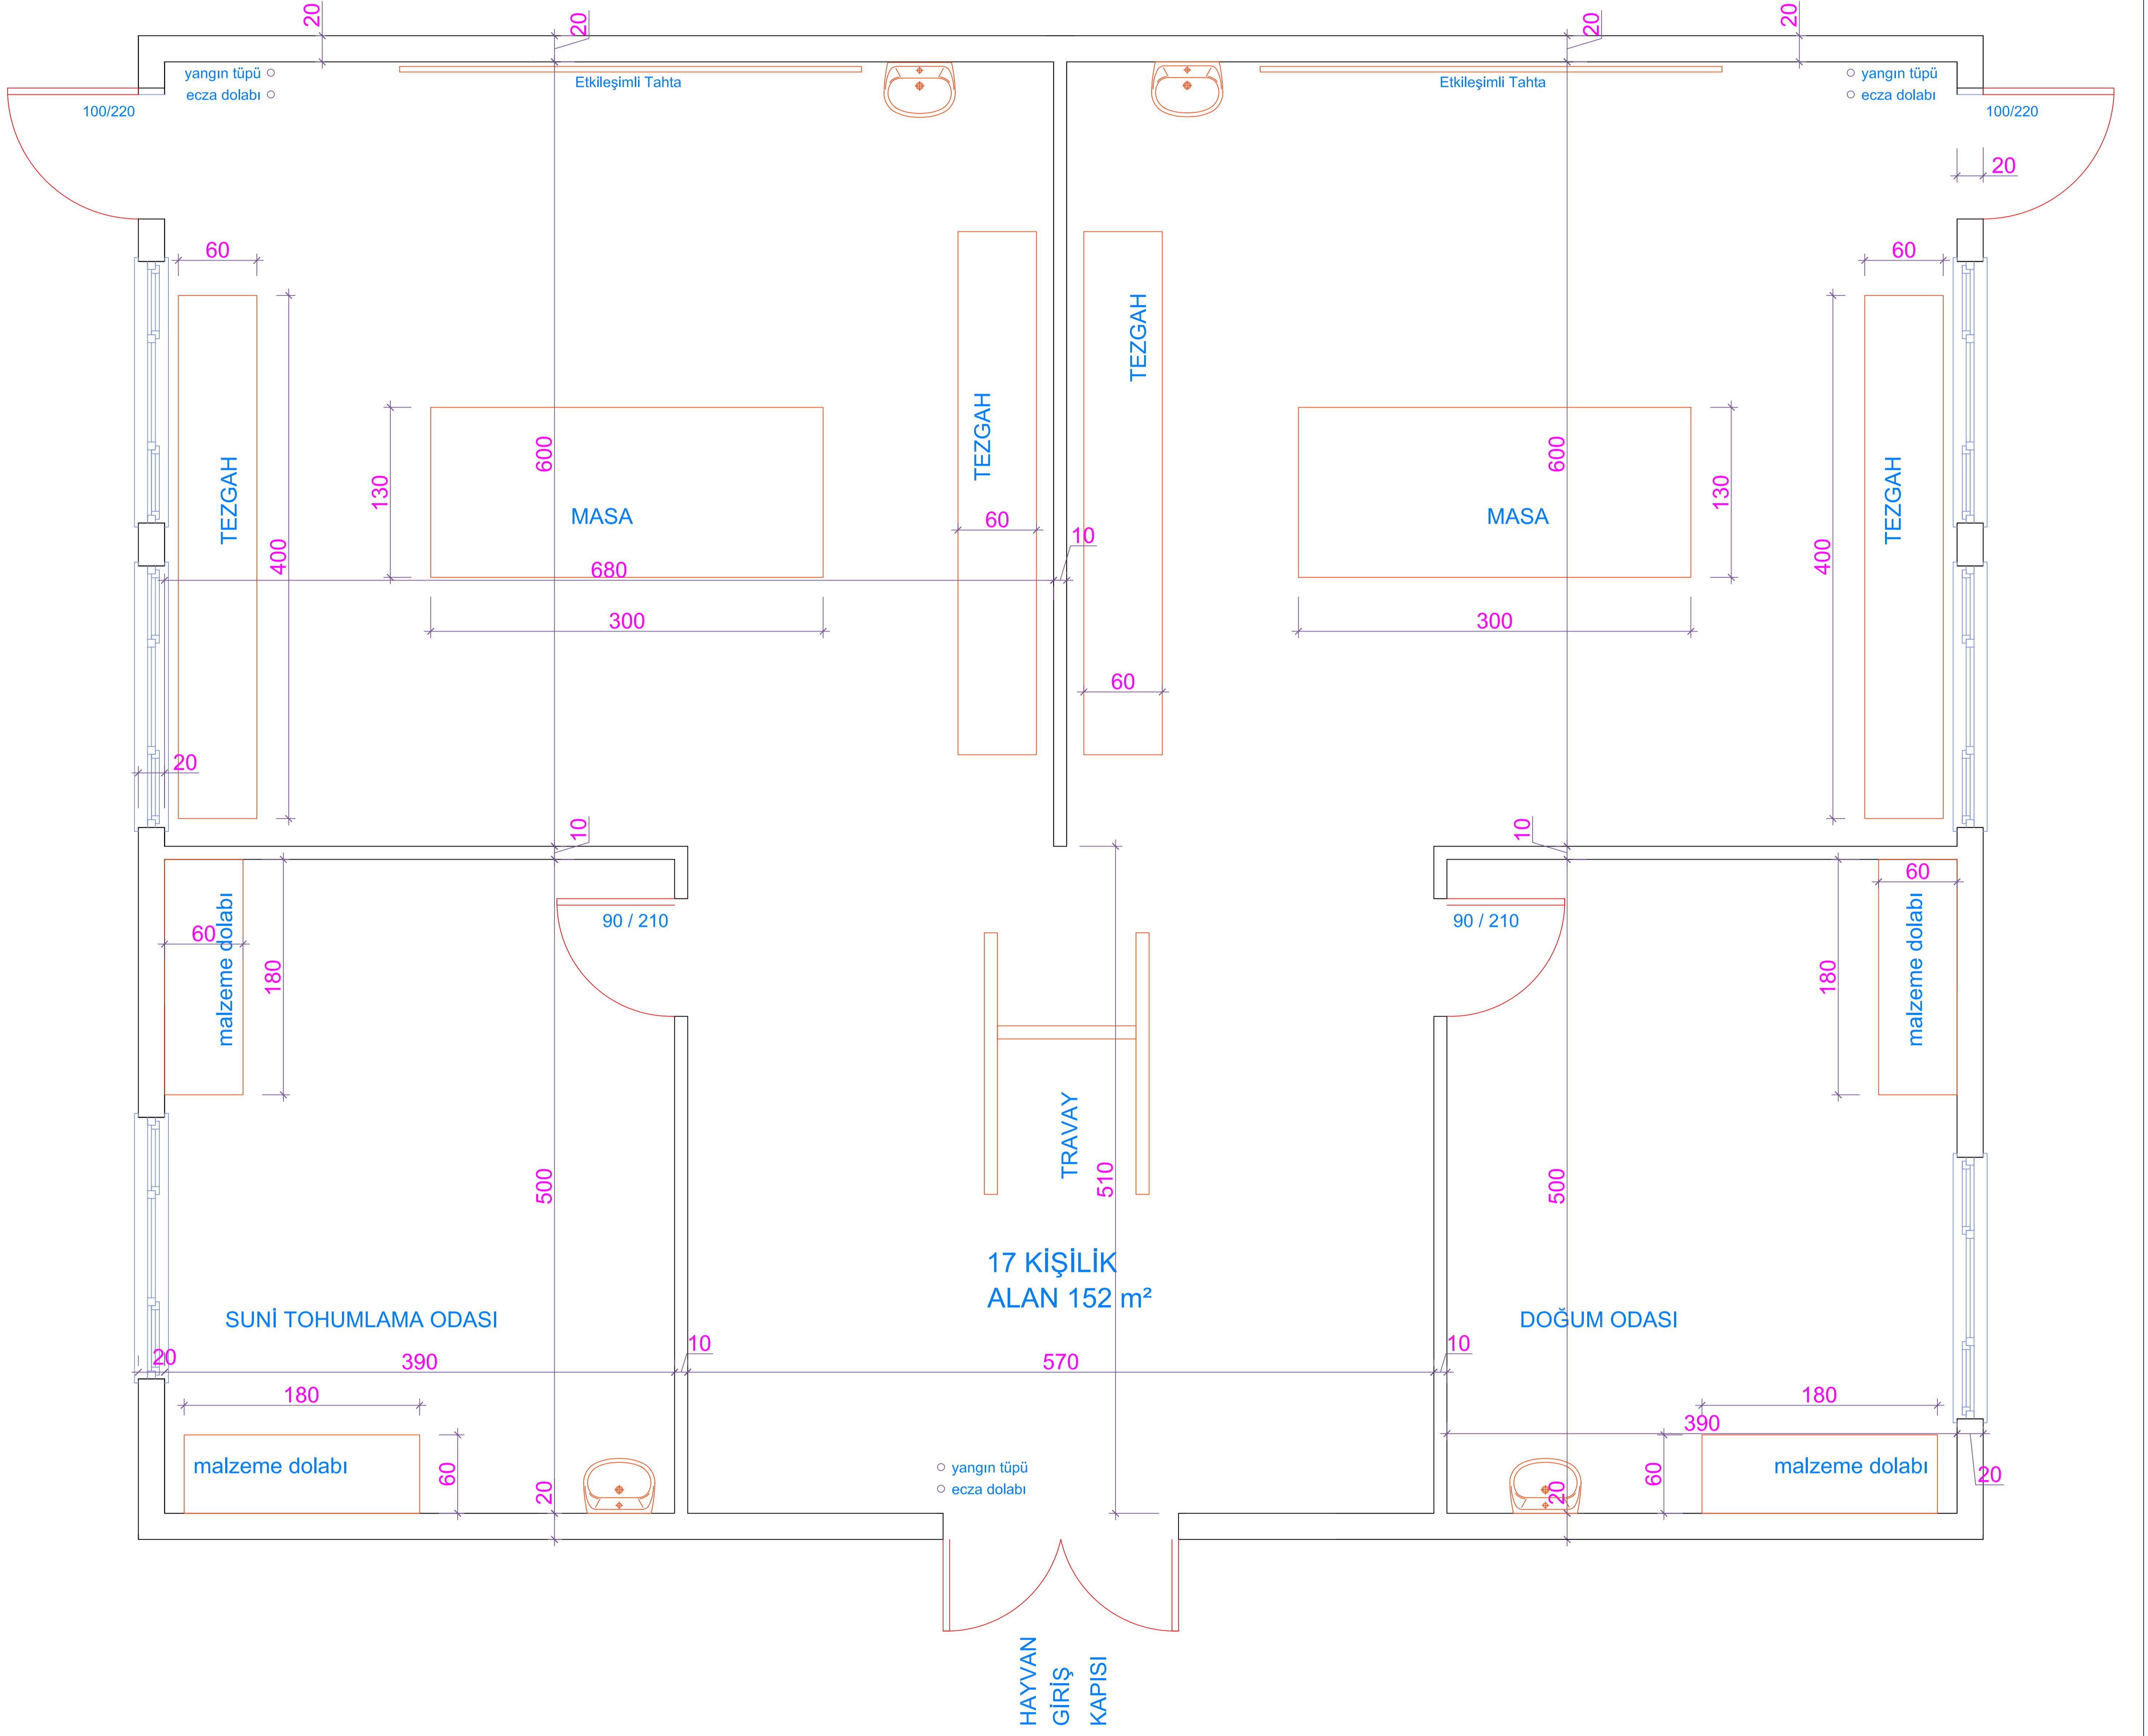 20
20
20
20
yangın tüpü
ecza dolabı
100/220
Etkileşimli Tahta
Etkileşimli Tahta
yangın tüpü
ecza dolabı
100/220
20
60
60
TEZGAH
TEZGAH
TEZGAH
TEZGAH
400
130
600
MASA
60
10
680
300
60
600
MASA
130
300
400
20
10
10
malzeme dolabı
60
180
90 / 210
90 / 210
60
malzeme dolabı
180
TRAVAY
510
500
500
17 KİŞİLİK
ALAN 152 m²
SUNİ TOHUMLAMA ODASI
DOĞUM ODASI
20
390
10
570
10
180
180
390
malzeme dolabı
60
20
yangın tüpü
ecza dolabı
20
60
malzeme dolabı
20
HAYVAN
GİRİŞ
KAPISI